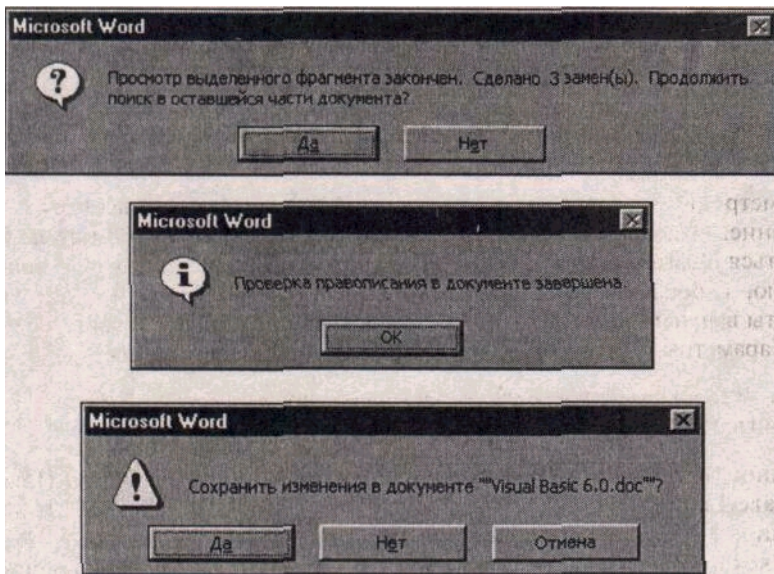 Microsoft Word
Просмотр выделенного фрагмента закончен. Сделано 3 замен(ы). Продолжить
поиск в оставшейся части документа?
Да Нет
Microsoft Word
Проверка правописания в документе завершена.
OK
Microsoft Word
Сохранить изменения в документе ""Visual Basic 6.0.doc""?
Да Нет Отмена